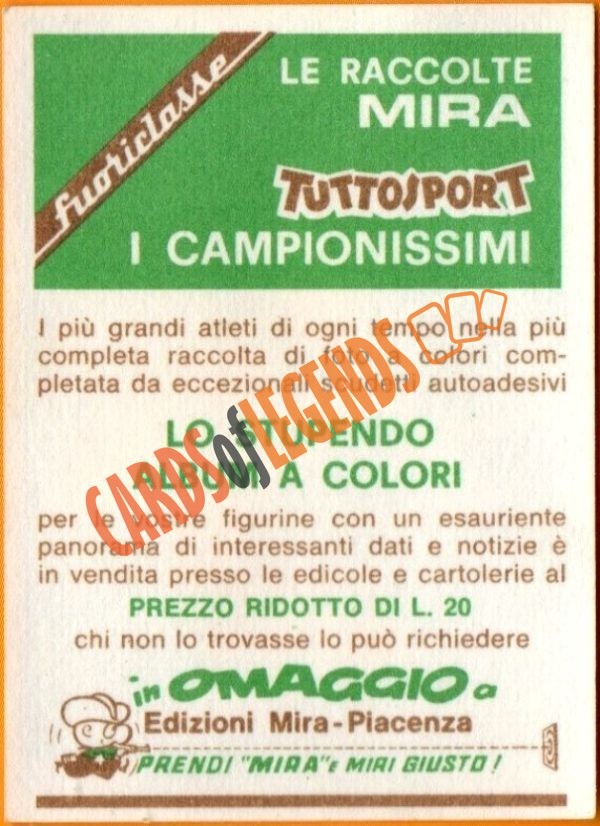 fuoriclasse
LE RACCOLTE
MIRA
TUTTOSPORT
I CAMPIONISSIMI
I più grandi atleti di ogni tempo nella più
completa raccolta di foto a colori com-
pletata da eccezionali scudetti autoadesivi
LO STUPENDO
ALBUM A COLORI
per le vostre figurine con un esauriente
panorama di interessanti dati e notizie è
in vendita presso le edicole e cartolerie al
PREZZO RIDOTTO DI L. 20
chi non lo trovasse lo può richiedere
in OMAGGIO a
Edizioni Mira-Piacenza
PRENDI "MIRA" e MIRI GIUSTO!
CARDS of LEGENDS